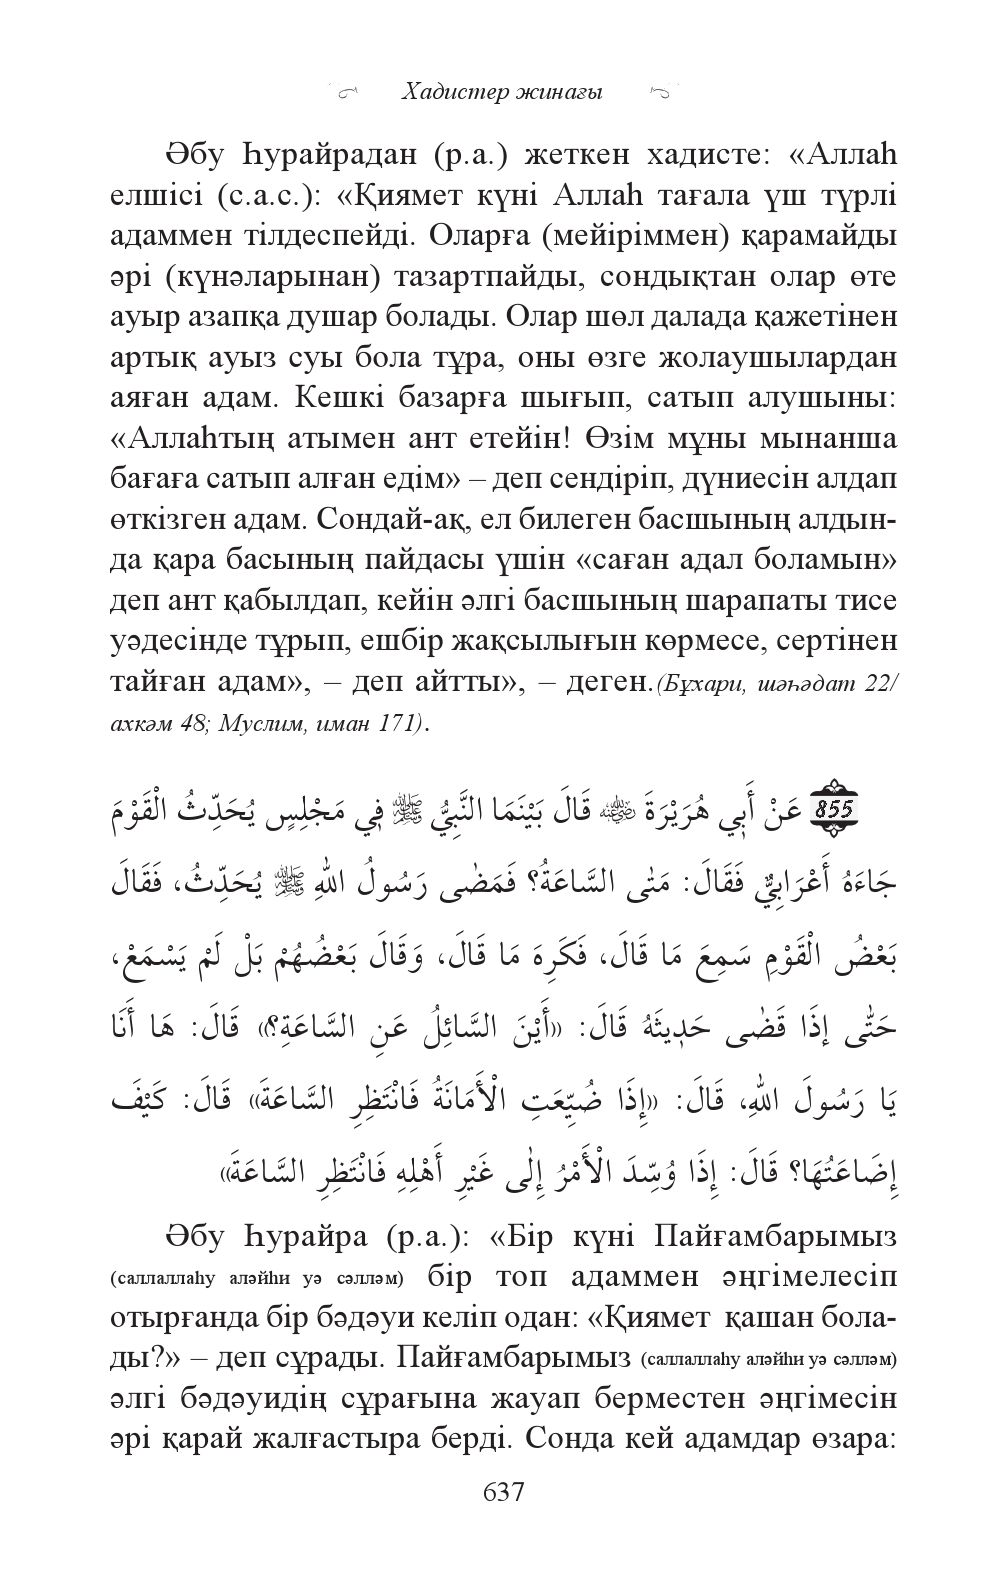 Хадистер жинағы
Әбу Һурайрадан (р.а.) жеткен хадисте: «Аллаһ
елшісі (с.а.с.): «Қиямет күні Аллаһ тағала үш түрлі
адаммен тілдеспейді. Оларға (мейіріммен) қарамайды
әрі (күнәларынан) тазартпайды, сондықтан олар өте
ауыр азапқа душар болады. Олар шөл далада қажетінен
артық ауыз суы бола тұра, оны өзге жолаушылардан
аяған адам. Кешкі базарға шығып, сатып алушыны:
«Аллаһтың атымен ант етейін! Өзім мұны мынанша
бағаға сатып алған едім» – деп сендіріп, дүниесін алдап
өткізген адам. Сондай-ақ, ел билеген басшының алдын-
да қара басының пайдасы үшін «саған адал боламын»
деп ант қабылдап, кейін әлгі басшының шарапаты тисе
уәдесінде тұрып, ешбір жақсылығын көрмесе, сертінен
тайған адам», – деп айтты», – деген.(Бұхари, шәһәдат 22/
ахкәм 48; Муслим, иман 171).
855 عَنْ أَبِي هُرَيْرَةَ ﵁ قَالَ بَيْنَمَا النَّبِيُّ ﷺ فِي مَجْلِسٍ يُحَدِّثُ الْقَوْمَ
جَاءَهُ أَعْرَابِيٌّ فَقَالَ: مَتٰى السَّاعَةُ؟ فَمَضٰى رَسُولُ اللهِ ﷺ يُحَدِّثُ، فَقَالَ
بَعْضُ الْقَوْمِ سَمِعَ مَا قَالَ، فَكَرِهَ مَا قَالَ، وَقَالَ بَعْضُهُمْ بَلْ لَمْ يَسْمَعْ،
حَتّٰى إِذَا قَضٰى حَدِيثَهُ قَالَ: «أَيْنَ السَّائِلُ عَنِ السَّاعَةِ؟» قَالَ: هَا أَنَا
يَا رَسُولَ اللهِ، قَالَ: «إِذَا ضُيِّعَتِ الْأَمَانَةُ فَانْتَظِرِ السَّاعَةَ» قَالَ: كَيْفَ
إِضَاعَتُهَا؟ قَالَ: إِذَا وُسِّدَ الْأَمْرُ إِلٰى غَيْرِ أَهْلِهِ فَانْتَظِرِ السَّاعَةَ»
Әбу Һурайра (р.а.): «Бір күні Пайғамбарымыз
(саллаллаһу аләйһи уә сәлләм) бір топ адаммен әңгімелесіп
отырғанда бір бәдәуи келіп одан: «Қиямет қашан бола-
ды?» – деп сұрады. Пайғамбарымыз (саллаллаһу аләйһи уә сәлләм)
әлгі бәдәуидің сұрағына жауап берместен әңгімесін
әрі қарай жалғастыра берді. Сонда кей адамдар өзара:
637